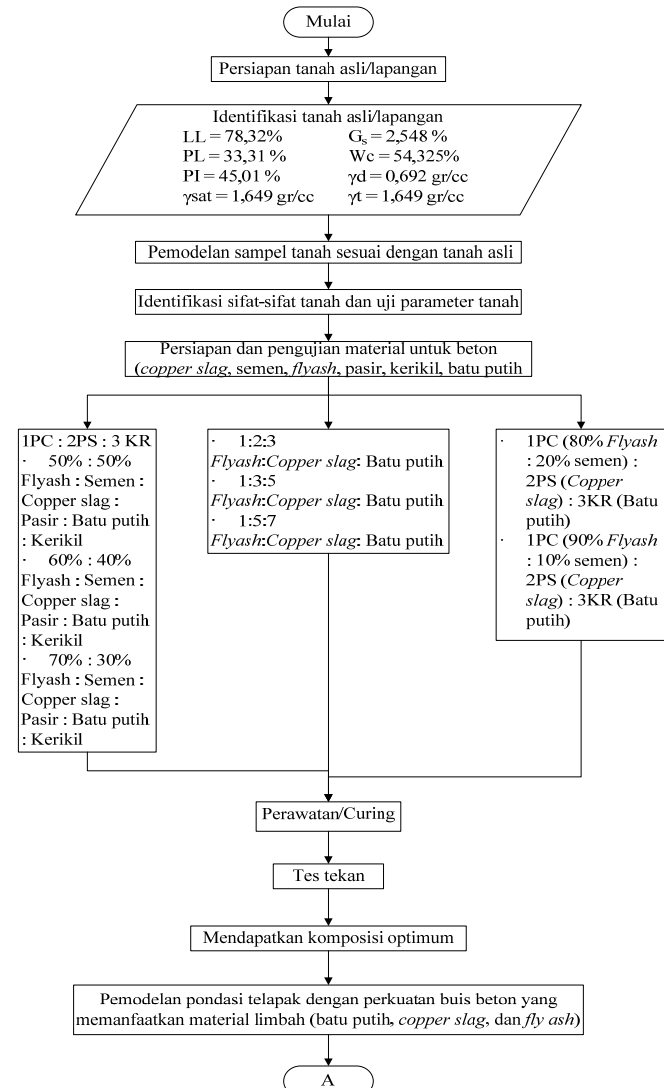 Mulai
Persiapan tanah asli/lapangan
Identifikasi tanah asli/lapangan
LL = 78,32% Gs = 2,548 %
PL = 33,31 % Wc = 54,325%
PI = 45,01 % γd = 0,692 gr/cc
γsat = 1,649 gr/cc γt = 1,649 gr/cc
Pemodelan sampel tanah sesuai dengan tanah asli
Identifikasi sifat-sifat tanah dan uji parameter tanah
Persiapan dan pengujian material untuk beton
(copper slag, semen, flyash, pasir, kerikil, batu putih
1PC : 2PS : 3 KR
· 50% : 50%
Flyash : Semen :
Copper slag :
Pasir : Batu putih
: Kerikil
· 60% : 40%
Flyash : Semen :
Copper slag :
Pasir : Batu putih
: Kerikil
· 70% : 30%
Flyash : Semen :
Copper slag :
Pasir : Batu putih
: Kerikil
· 1:2:3
Flyash:Copper slag: Batu putih
· 1:3:5
Flyash:Copper slag: Batu putih
· 1:5:7
Flyash:Copper slag: Batu putih
· 1PC (80% Flyash
: 20% semen) :
2PS (Copper
slag) : 3KR (Batu
putih)
· 1PC (90% Flyash
: 10% semen) :
2PS (Copper
slag) : 3KR (Batu
putih)
Perawatan/Curing
Tes tekan
Mendapatkan komposisi optimum
Pemodelan pondasi telapak dengan perkuatan buis beton yang
memanfaatkan material limbah (batu putih, copper slag, dan fly ash)
A